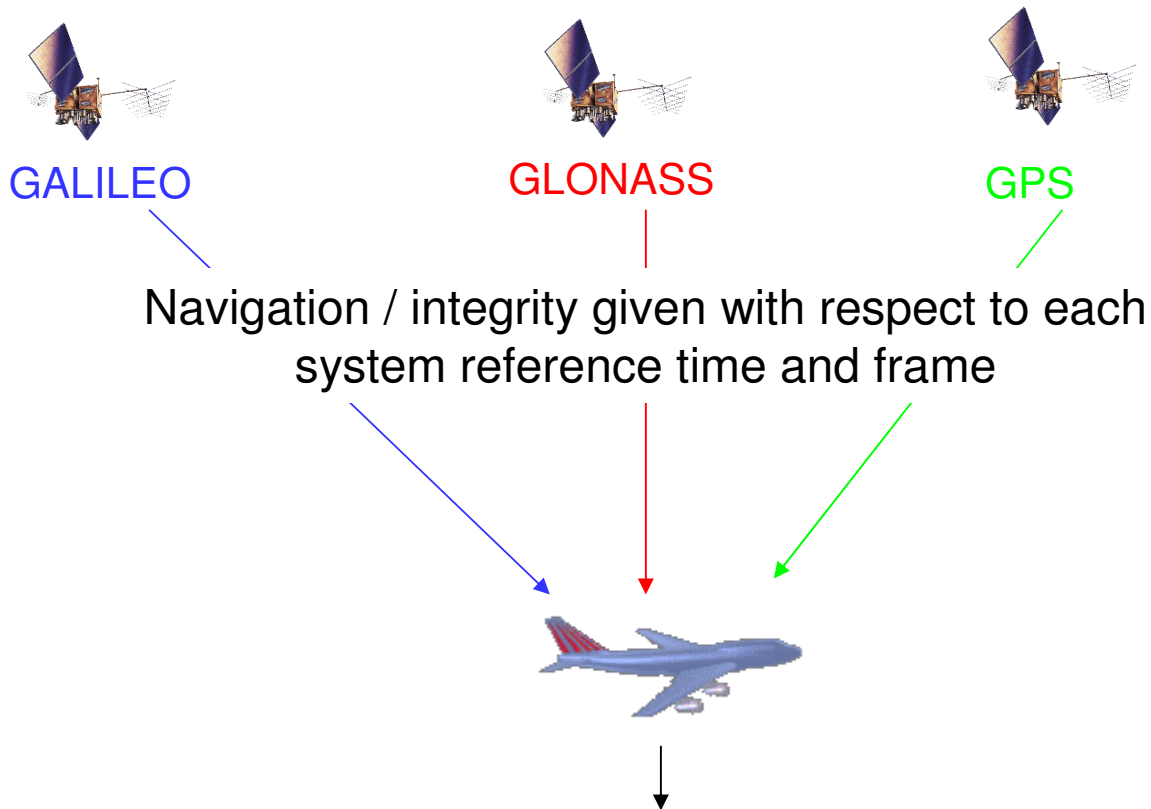 GALILEO
GLONASS
GPS
Navigation / integrity given with respect to each
system reference time and frame